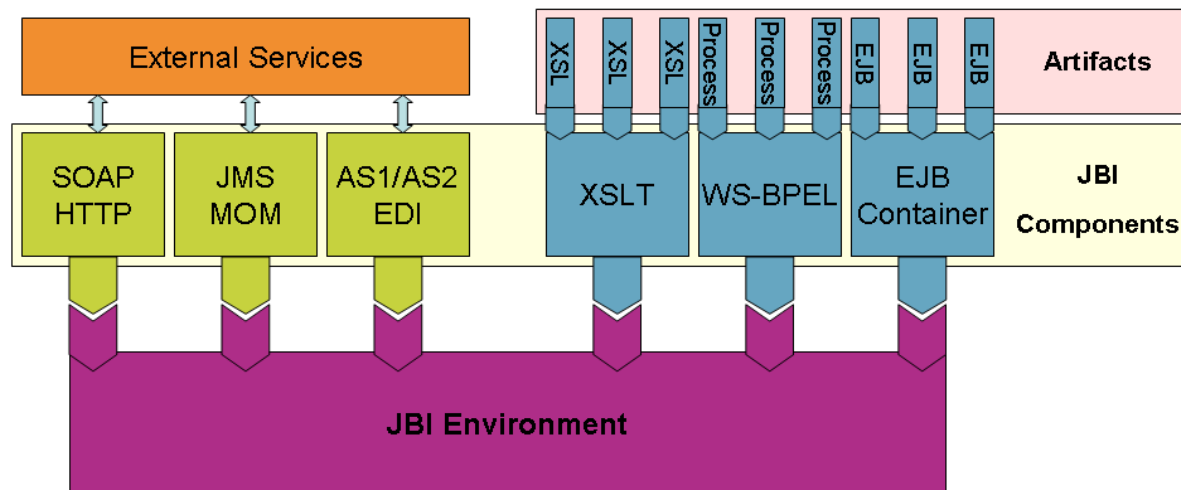 External Services
XSL
XSL
XSL
Process
Process
Process
EJB
EJB
EJB
Artifacts
SOAP
HTTP
JMS
MOM
AS1/AS2
EDI
XSLT
WS-BPEL
EJB
Container
JBI
Components
JBI Environment